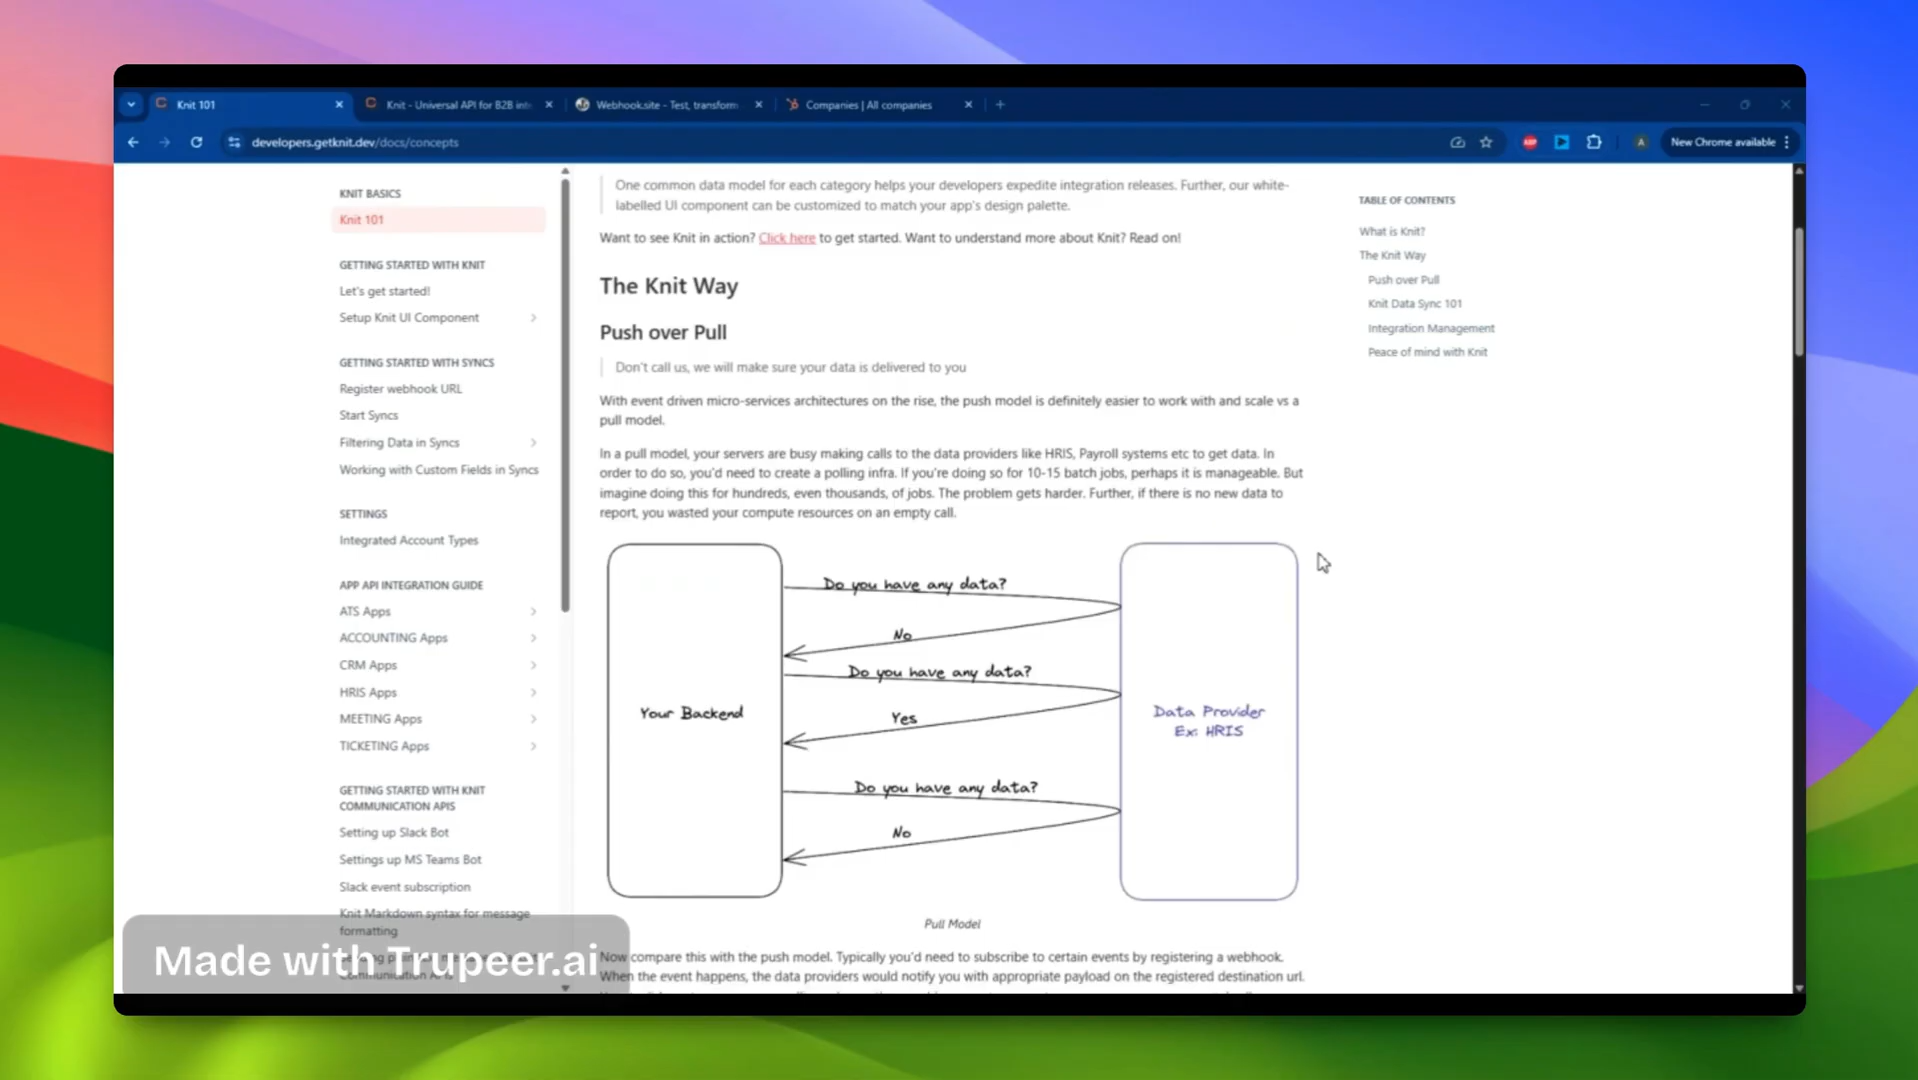 Knit 101
Knit - Universal API for B2B inte
Webhook.site - Test, transform
Companies | All companies
developers.getknit.dev/docs/concepts
ABP
A
New Chrome available
KNIT BASICS
Knit 101
GETTING STARTED WITH KNIT
Let's get started!
Setup Knit UI Component
GETTING STARTED WITH SYNCS
Register webhook URL
Start Syncs
Filtering Data in Syncs
Working with Custom Fields in Syncs
SETTINGS
Integrated Account Types
APP API INTEGRATION GUIDE
ATS Apps
ACCOUNTING Apps
CRM Apps
HRIS Apps
MEETING Apps
TICKETING Apps
GETTING STARTED WITH KNIT
COMMUNICATION APIS
Setting up Slack Bot
Settings up MS Teams Bot
Slack event subscription
Knit Markdown syntax for message
formatting
One common data model for each category helps your developers expedite integration releases. Further, our white-
labelled UI component can be customized to match your app's design palette.
Want to see Knit in action? Click here to get started. Want to understand more about Knit? Read on!
The Knit Way
Push over Pull
Don't call us, we will make sure your data is delivered to you
With event driven micro-services architectures on the rise, the push model is definitely easier to work with and scale vs a
pull model.
In a pull model, your servers are busy making calls to the data providers like HRIS, Payroll systems etc to get data. In
order to do so, you'd need to create a polling infra. If you're doing so for 10-15 batch jobs, perhaps it is manageable. But
imagine doing this for hundreds, even thousands, of jobs. The problem gets harder. Further, if there is no new data to
report, you wasted your compute resources on an empty call.
Your Backend
Do you have any data?
No
Do you have any data?
Yes
Do you have any data?
No
Data Provider
Ex: HRIS
Pull Model
Now compare this with the push model. Typically you'd need to subscribe to certain events by registering a webhook.
When the event happens, the data providers would notify you with appropriate payload on the registered destination url.
TABLE OF CONTENTS
What is Knit?
The Knit Way
Push over Pull
Knit Data Sync 101
Integration Management
Peace of mind with Knit
Made with Trupeer.ai